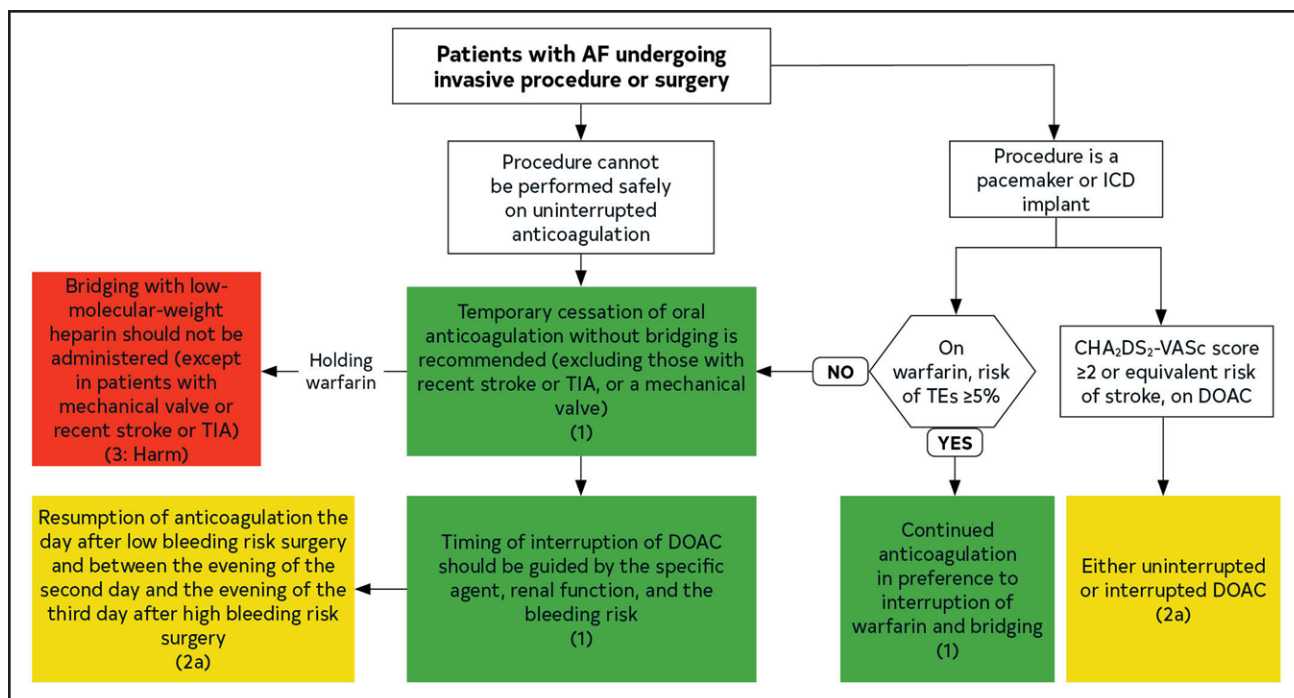 Patients with AF undergoing
invasive procedure or surgery
Procedure cannot
be performed safely
on uninterrupted
anticoagulation
Procedure is a
pacemaker or ICD
implant
Bridging with low-
molecular-weight
heparin should not be
administered (except
in patients with
mechanical valve or
recent stroke or TIA)
(3: Harm)
Holding
warfarin
Temporary cessation of oral
anticoagulation without bridging is
recommended (excluding those with
recent stroke or TIA, or a mechanical
valve)
(1)
NO
On
warfarin, risk
of TEs ≥5%
YES
CHA₂DS₂-VASc score
≥2 or equivalent risk
of stroke, on DOAC
Resumption of anticoagulation the
day after low bleeding risk surgery
and between the evening of the
second day and the evening of the
third day after high bleeding risk
surgery
(2a)
Timing of interruption of DOAC
should be guided by the specific
agent, renal function, and the
bleeding risk
(1)
Continued
anticoagulation
in preference to
interruption of
warfarin and bridging
(1)
Either uninterrupted
or interrupted DOAC
(2a)